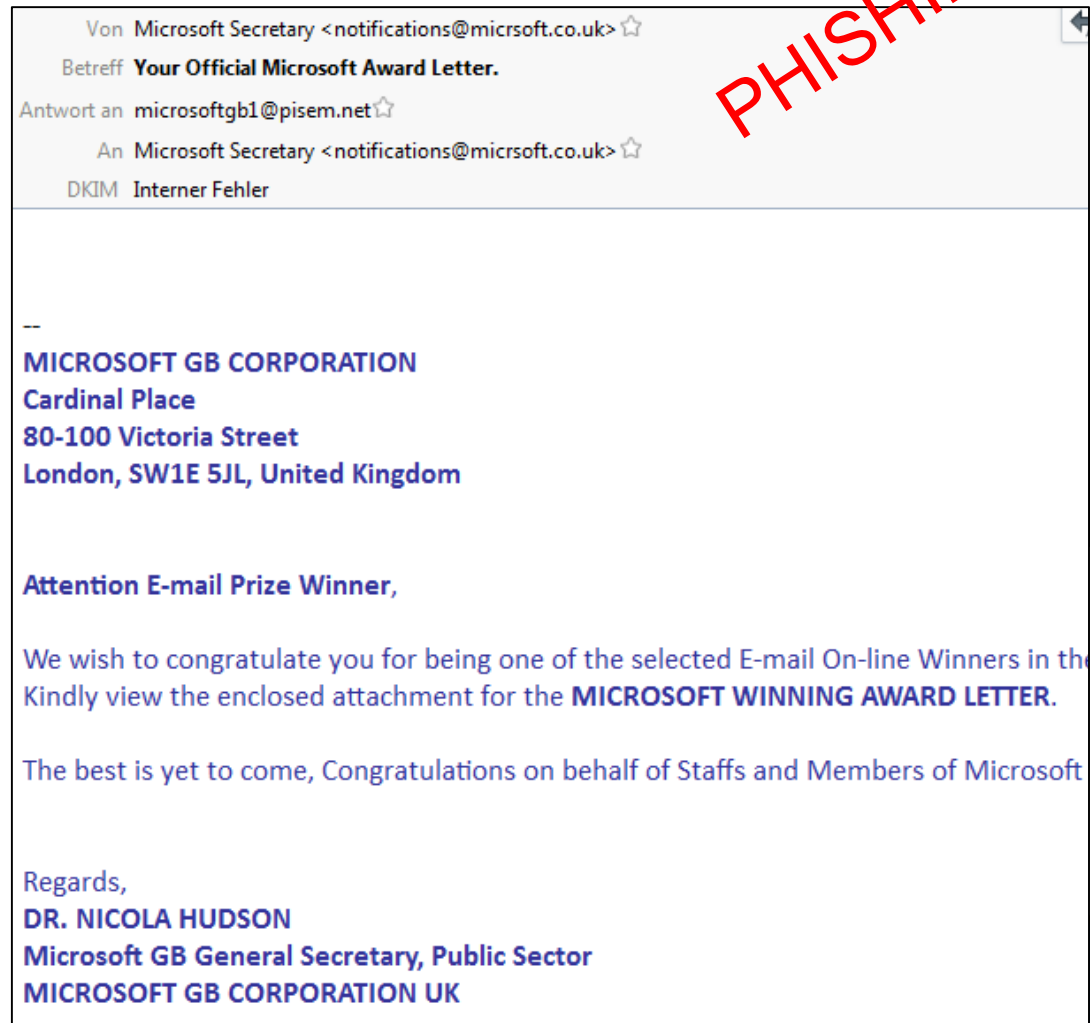 Von Microsoft Secretary <notifications@micrsoft.co.uk>
Betreff Your Official Microsoft Award Letter.
Antwort an microsoftgb1@pisem.net
An Microsoft Secretary <notifications@micrsoft.co.uk>
DKIM Interner Fehler
--
MICROSOFT GB CORPORATION
Cardinal Place
80-100 Victoria Street
London, SW1E 5JL, United Kingdom
Attention E-mail Prize Winner,
We wish to congratulate you for being one of the selected E-mail On-line Winners in the
Kindly view the enclosed attachment for the MICROSOFT WINNING AWARD LETTER.
The best is yet to come, Congratulations on behalf of Staffs and Members of Microsoft
Regards,
DR. NICOLA HUDSON
Microsoft GB General Secretary, Public Sector
MICROSOFT GB CORPORATION UK